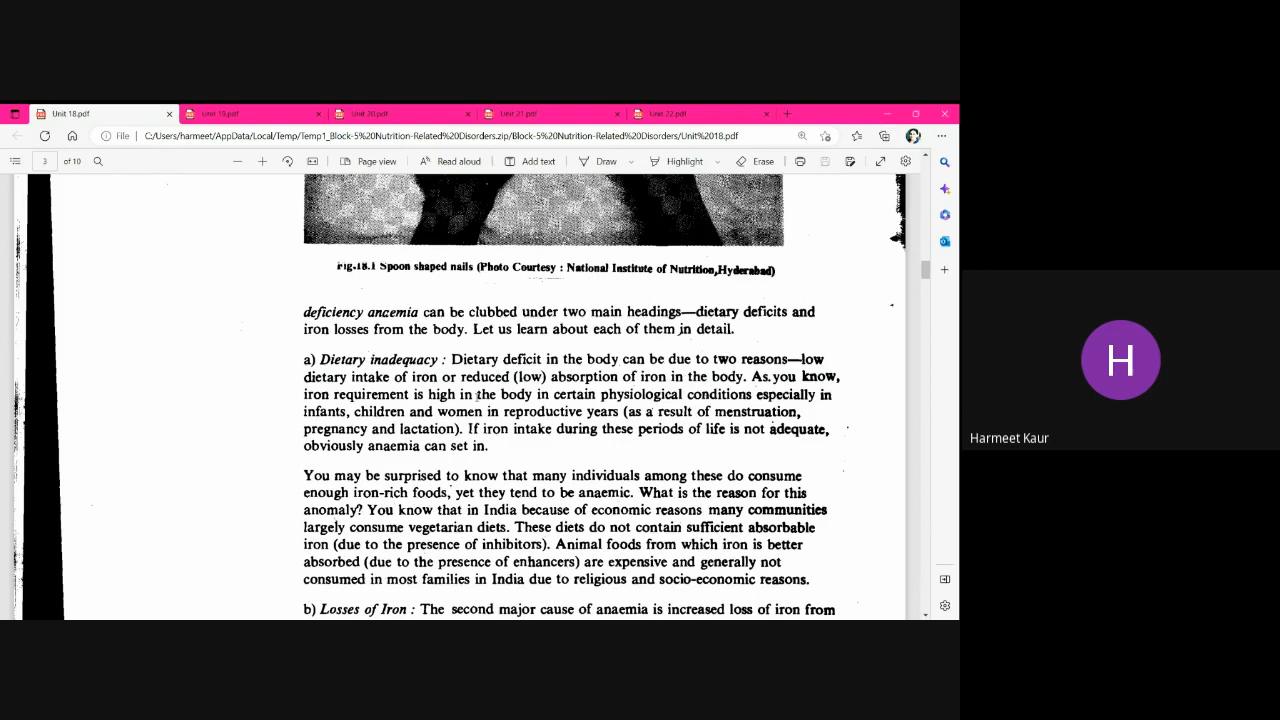 Unit 18.pdf
Unit 19.pdf
Unit 20.pdf
Unit 21.pdf
Unit 22.pdf
File
C:/Users/harmeet/AppData/Local/Temp/Temp1_Block-5%20Nutrition-Related%20Disorders.zip/Block-5%20Nutrition-Related%20Disorders/Unit%2018.pdf
3 of 10
Page view
Read aloud
Add text
Draw
Highlight
Erase
Fig.18.1 Spoon shaped nails (Photo Courtesy : National Institute of Nutrition,Hyderabad)
deficiency anaemia can be clubbed under two main headings—dietary deficits and
iron losses from the body. Let us learn about each of them in detail.
a) Dietary inadequacy : Dietary deficit in the body can be due to two reasons—low
dietary intake of iron or reduced (low) absorption of iron in the body. As you know,
iron requirement is high in the body in certain physiological conditions especially in
infants, children and women in reproductive years (as a result of menstruation,
pregnancy and lactation). If iron intake during these periods of life is not adequate,
obviously anaemia can set in.
You may be surprised to know that many individuals among these do consume
enough iron-rich foods, yet they tend to be anaemic. What is the reason for this
anomaly? You know that in India because of economic reasons many communities
largely consume vegetarian diets. These diets do not contain sufficient absorbable
iron (due to the presence of inhibitors). Animal foods from which iron is better
absorbed (due to the presence of enhancers) are expensive and generally not
consumed in most families in India due to religious and socio-economic reasons.
b) Losses of Iron : The second major cause of anaemia is increased loss of iron from
H
Harmeet Kaur